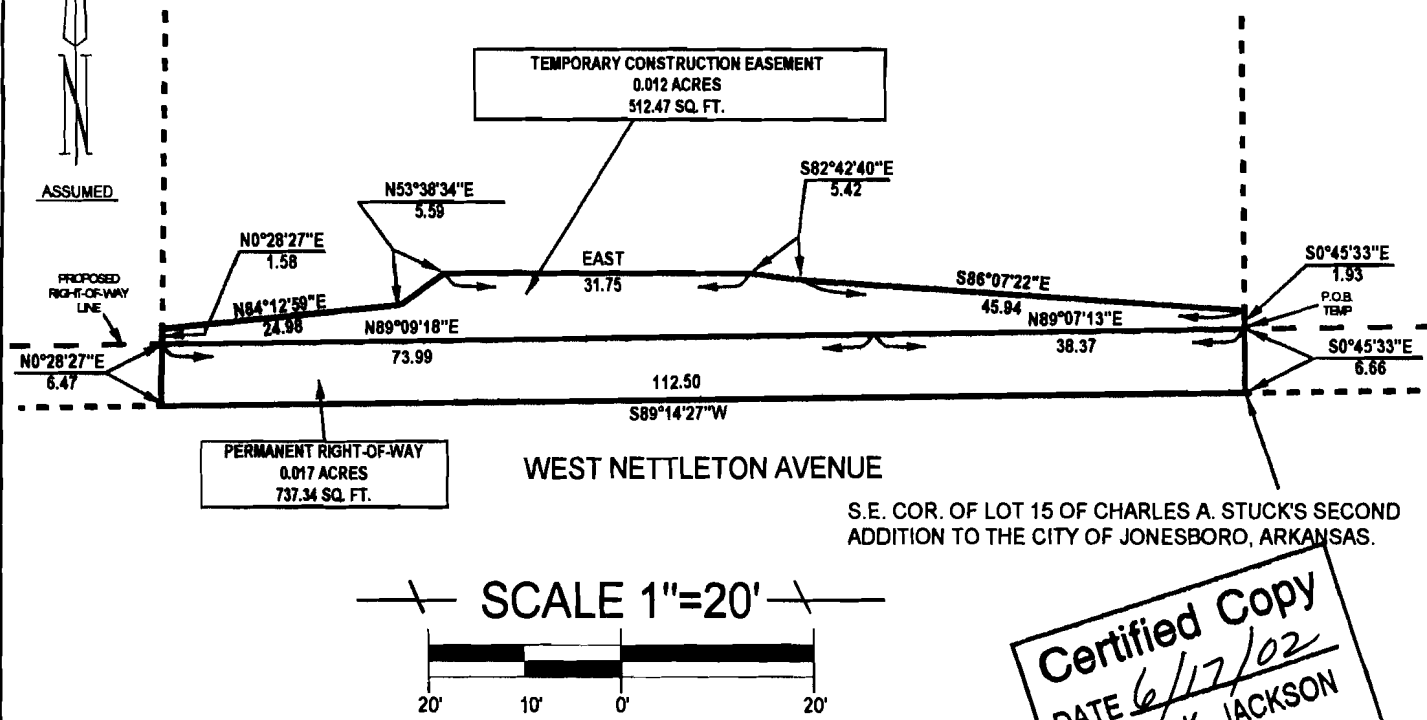 TEMPORARY CONSTRUCTION EASEMENT
0.012 ACRES
512.47 SQ. FT.
N
ASSUMED
N53°38'34"E
5.59
S82°42'40"E
5.42
N0°28'27"E
1.58
EAST
31.75
S0°45'33"E
1.93
PROPOSED
RIGHT-OF-WAY
LINE
N84°12'59"E
24.98
S86°07'22"E
45.94
P.O.B.
TEMP
N89°09'18"E
73.99
N89°07'13"E
38.37
N0°28'27"E
6.47
S0°45'33"E
6.66
112.50
S89°14'27"W
PERMANENT RIGHT-OF-WAY
0.017 ACRES
737.34 SQ. FT.
WEST NETTLETON AVENUE
S.E. COR. OF LOT 15 OF CHARLES A. STUCK'S SECOND
ADDITION TO THE CITY OF JONESBORO, ARKANSAS.
SCALE 1"=20'
20' 10' 0' 20'
Certified Copy
DATE 6/17/02
K. JACKSON